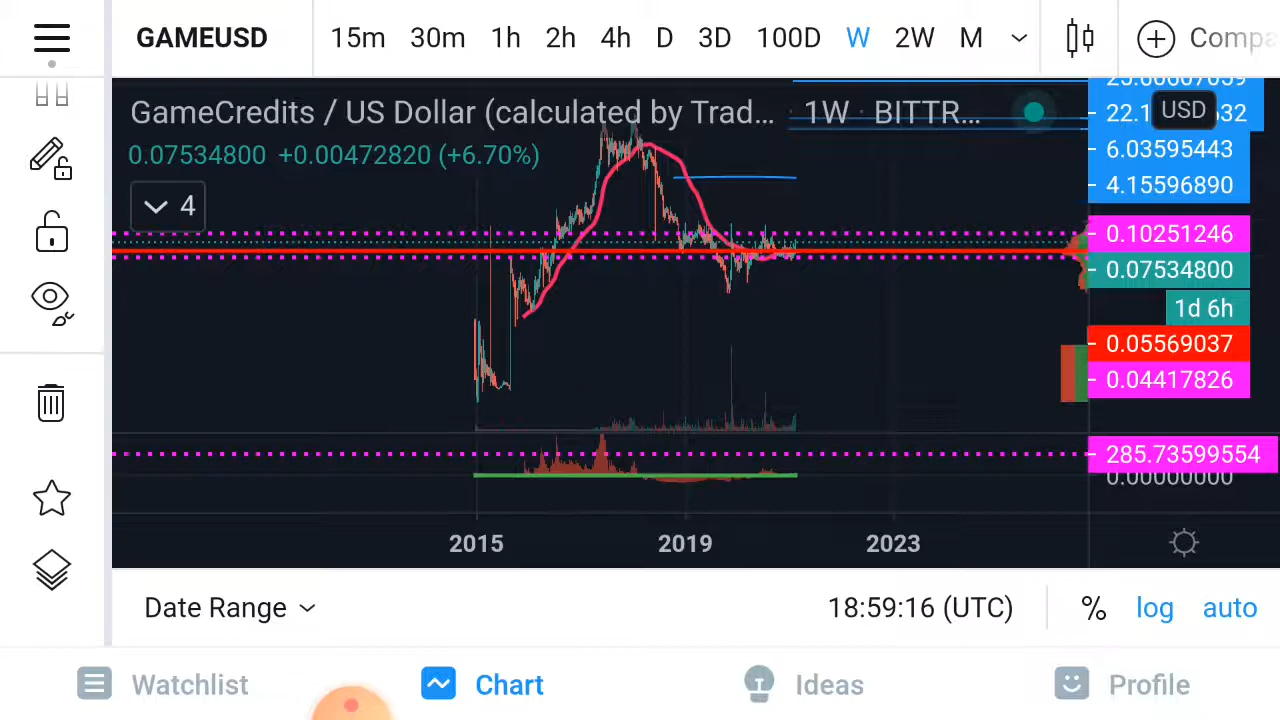 GAMEUSD 15m 30m 1h 2h 4h D 3D 100D W 2W M
GameCredits / US Dollar (calculated by Trad... · 1W · BITTR...
0.07534800 +0.00472820 (+6.70%)
4
USD
6.03595443
4.15596890
0.10251246
0.07534800
1d 6h
0.05569037
0.04417826
285.73599554
0.00000000
2015 2019 2023
Date Range 18:59:16 (UTC) % log auto
Watchlist Chart Ideas Profile